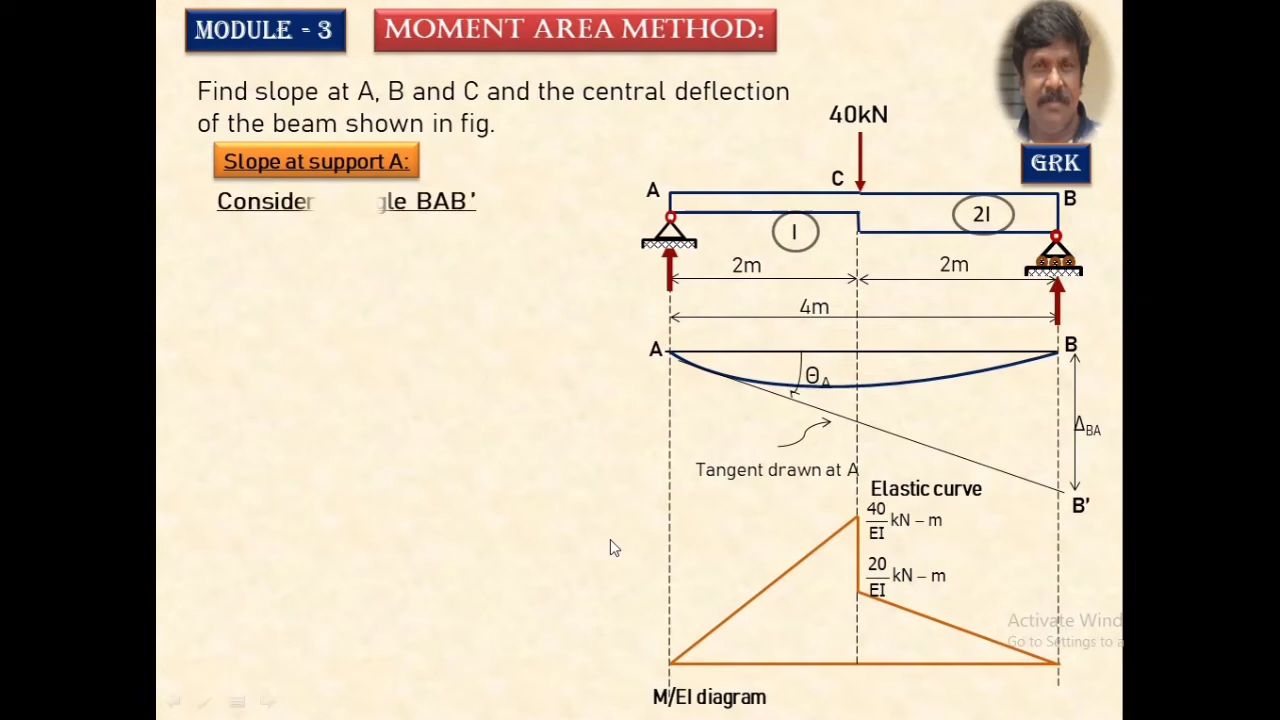 MODULE - 3
MOMENT AREA METHOD:
Find slope at A, B and C and the central deflection
of the beam shown in fig.
Slope at support A:
Consider gle BAB'
GRK
40kN
C
A
B
I
2I
2m
2m
4m
A
B
θA
ΔBA
Tangent drawn at A
Elastic curve
B'
40/EI kN – m
20/EI kN – m
Activate Wind
Go to Settings to a
M/EI diagram